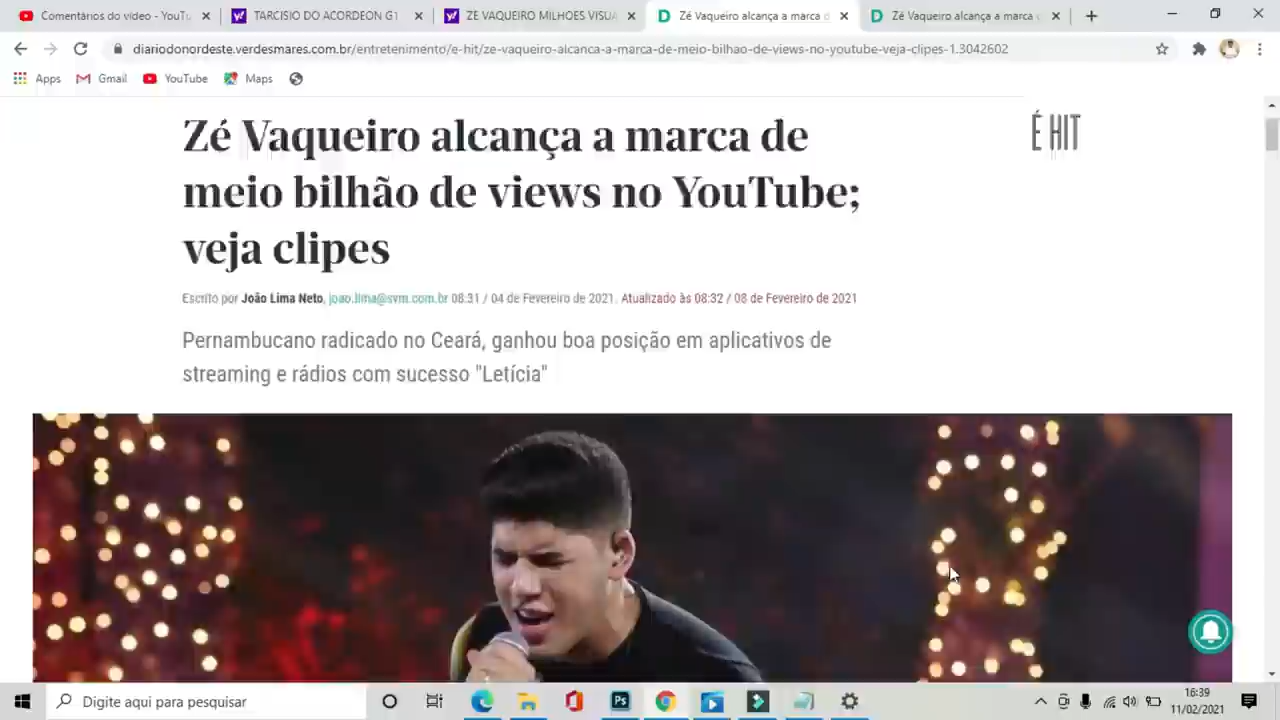 Comentários do vídeo - YouTu
TARCISIO DO ACORDEON G1
ZE VAQUEIRO MILHOES VISUA
Zé Vaqueiro alcança a marca d
Zé Vaqueiro alcança a marca
diariodonordeste.verdesmares.com.br/entretenimento/e-hit/ze-vaqueiro-alcanca-a-marca-de-meio-bilhao-de-views-no-youtube-veja-clipes-1.3042602
Apps Gmail YouTube Maps
Zé Vaqueiro alcança a marca de
É HIT
meio bilhão de views no YouTube;
veja clipes
Escrito por João Lima Neto, joao.lima@svm.com.br 08:31 / 04 de Fevereiro de 2021. Atualizado às 08:32 / 08 de Fevereiro de 2021
Pernambucano radicado no Ceará, ganhou boa posição em aplicativos de
streaming e rádios com sucesso "Letícia"
Digite aqui para pesquisar
Ps
16:39
11/02/2021